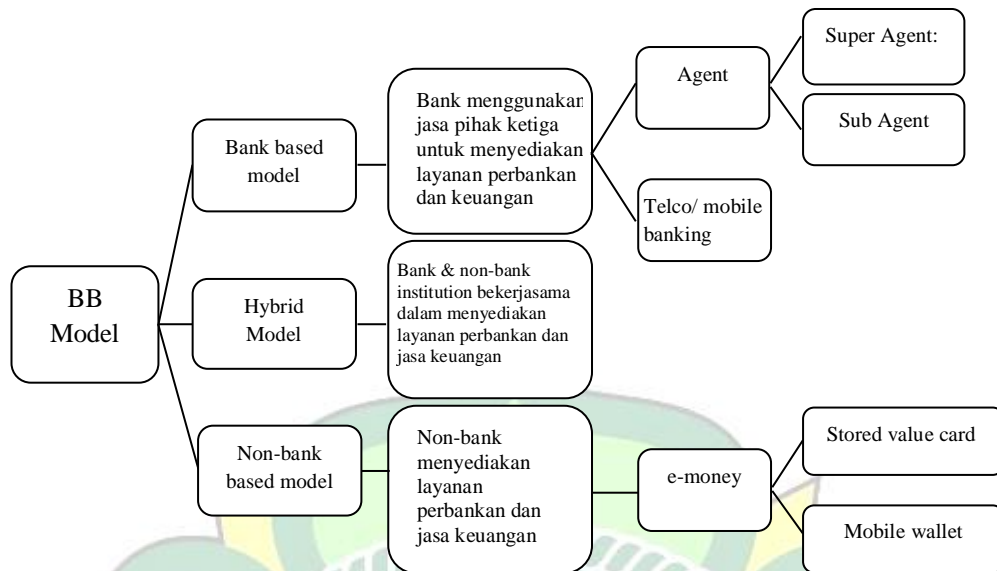 BB
Model
Bank based
model
Bank menggunakan
jasa pihak ketiga
untuk menyediakan
layanan perbankan
dan keuangan
Agent
Super Agent:
Sub Agent
Telco/ mobile
banking
Hybrid
Model
Bank & non-bank
institution bekerjasama
dalam menyediakan
layanan perbankan dan
jasa keuangan
Non-bank
based model
Non-bank
menyediakan
layanan
perbankan dan
jasa keuangan
e-money
Stored value card
Mobile wallet